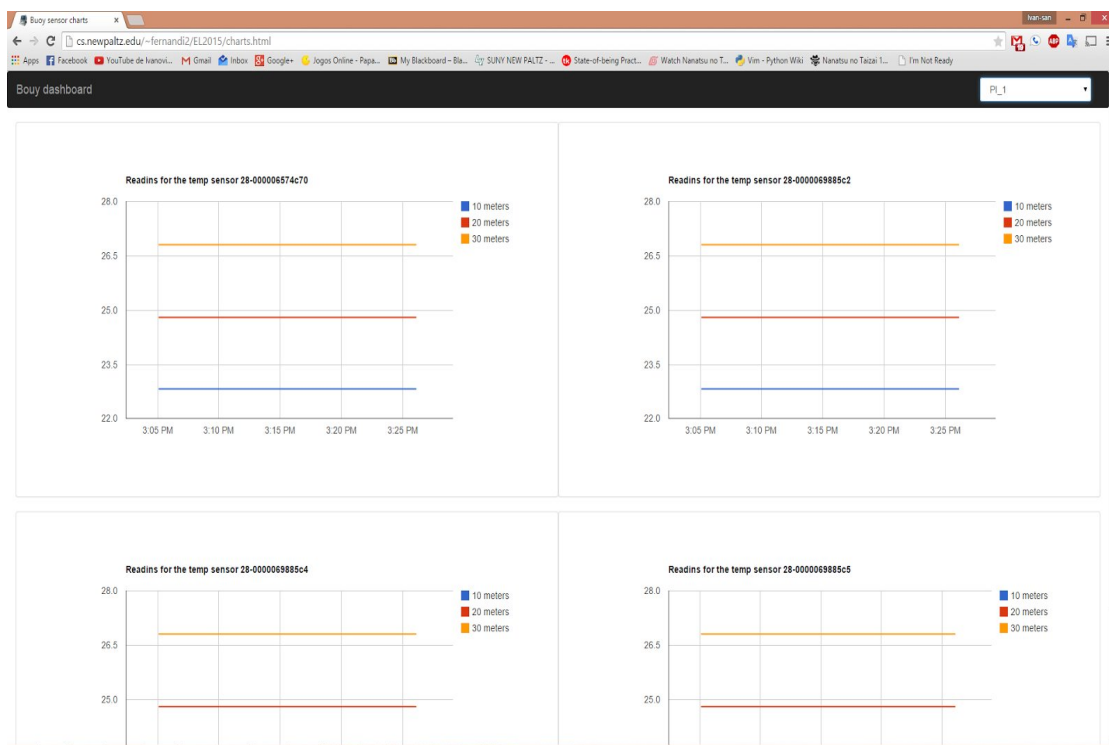 Buoy sensor charts
Ivan-san
cs.newpaltz.edu/~fernandi2/EL2015/charts.html
Apps Facebook YouTube de Ivanovi... Gmail Inbox Google+ Jogos Online - Papa... My Blackboard – Bla... SUNY NEW PALTZ - ... State-of-being Pract... Watch Nanatsu no T... Vim - Python Wiki Nanatsu no Taizai 1... I'm Not Ready
Bouy dashboard
PI_1
Readins for the temp sensor 28-000006574c70
28.0
26.5
25.0
23.5
22.0
3:05 PM 3:10 PM 3:15 PM 3:20 PM 3:25 PM
10 meters
20 meters
30 meters
Readins for the temp sensor 28-0000069885c2
28.0
26.5
25.0
23.5
22.0
3:05 PM 3:10 PM 3:15 PM 3:20 PM 3:25 PM
10 meters
20 meters
30 meters
Readins for the temp sensor 28-0000069885c4
28.0
26.5
25.0
10 meters
20 meters
30 meters
Readins for the temp sensor 28-0000069885c5
28.0
26.5
25.0
10 meters
20 meters
30 meters